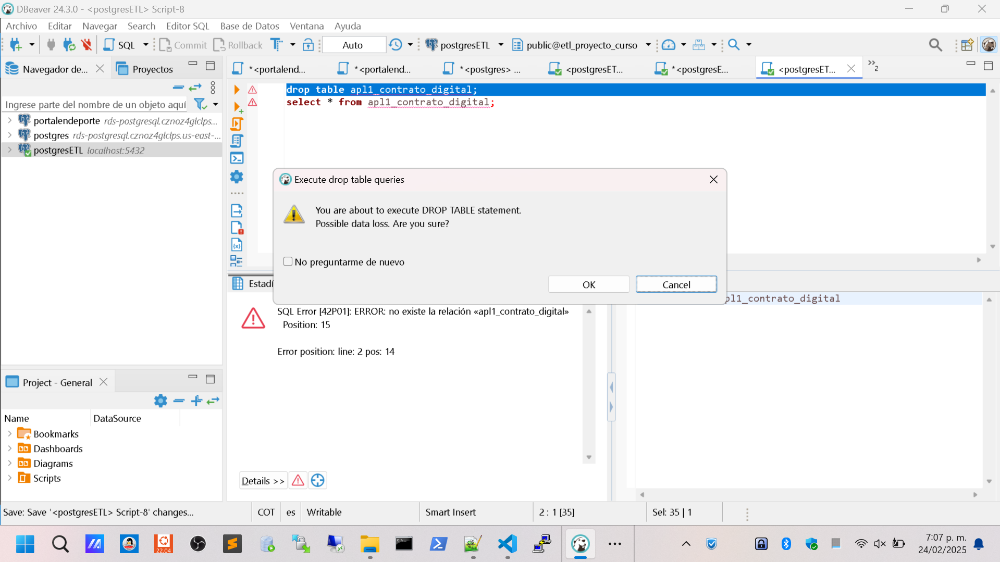 DBeaver 24.3.0 - <postgresETL> Script-8
Archivo Editar Navegar Search Editor SQL Base de Datos Ventana Ayuda
SQL Commit Rollback Auto postgresETL public@etl_proyecto_curso
Navegador de... Proyectos
*<portalend... *<portalend... *<postgres> ... <postgresET... *<postgresE... <postgresET... »2
Ingrese parte del nombre de un objeto aquí
portalendeporte rds-postgresql.cznoz4glclps...
postgres rds-postgresql.cznoz4glclps.us-east-...
postgresETL localhost:5432
drop table apl1_contrato_digital;
select * from apl1_contrato_digital;
Execute drop table queries
You are about to execute DROP TABLE statement.
Possible data loss. Are you sure?
No preguntarme de nuevo
OK Cancel
Estadí
pl1_contrato_digital
SQL Error [42P01]: ERROR: no existe la relación «apl1_contrato_digital»
Position: 15
Error position: line: 2 pos: 14
Details >>
Project - General
Name DataSource
Bookmarks
Dashboards
Diagrams
Scripts
Save: Save '<postgresETL> Script-8' changes... COT es Writable Smart Insert 2 : 1 [35] Sel: 35 | 1
22.04
7:07 p. m.
24/02/2025